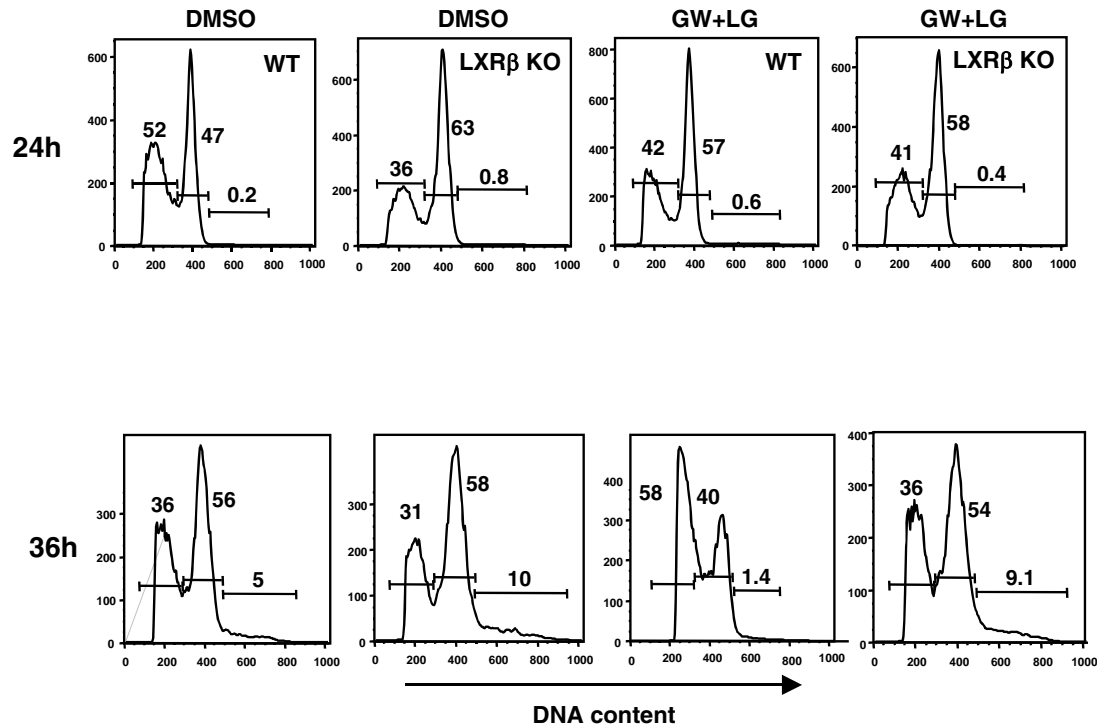 DMSO DMSO GW+LG GW+LG
24h
WT LXRβ KO WT LXRβ KO
600 600 800 600
400 400 600 400
200 200 400 200
0 0 200 0
0
52 47 0.2
36 63 0.8
42 57 0.6
41 58 0.4
0 200 400 600 800 1000
0 200 400 600 800 1000
0 200 400 600 800 1000
0 200 400 600 800 1000
36h
300 300 400 400
200 200 300 300
100 100 200 200
0 0 100 100
0 0
36 56 5
31 58 10
58 40 1.4
36 54 9.1
0 200 400 600 800 1000
0 200 400 600 800 1000
0 200 400 600 800 1000
0 200 400 600 800 1000
DNA content